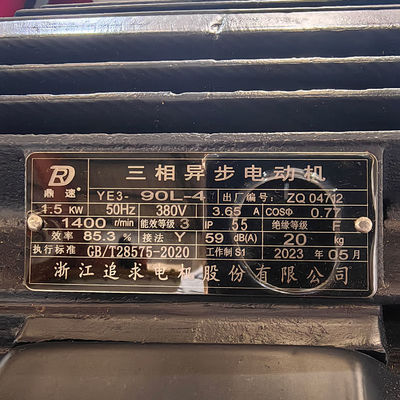 鼎速
三相异步电动机
YE3-90L-4 出厂编号: ZQ 04712
1.5 KW 50Hz 380V 3.65 A COSΦ 0.77
1400 r/min 能效等级 3 IP 55 绝缘等级 F
效率 85.3 % 接法 Y 59 dB(A) 20 kg
执行标准 GB/T28575-2020 工作制 S1 2023 年 05 月
浙江追求电机股份有限公司